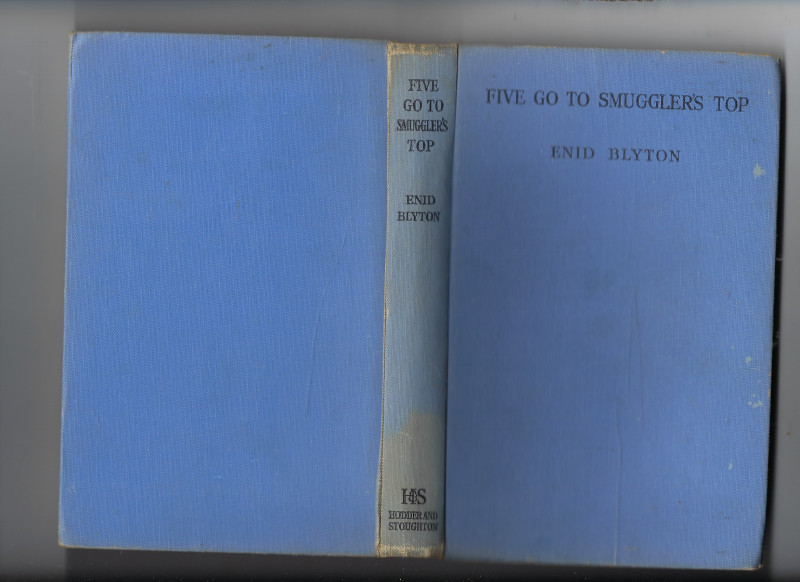 FIVE
GO TO
SMUGGLER'S
TOP
ENID
BLYTON
H&S
HODDER AND
STOUGHTON
FIVE GO TO SMUGGLER'S TOP
ENID BLYTON